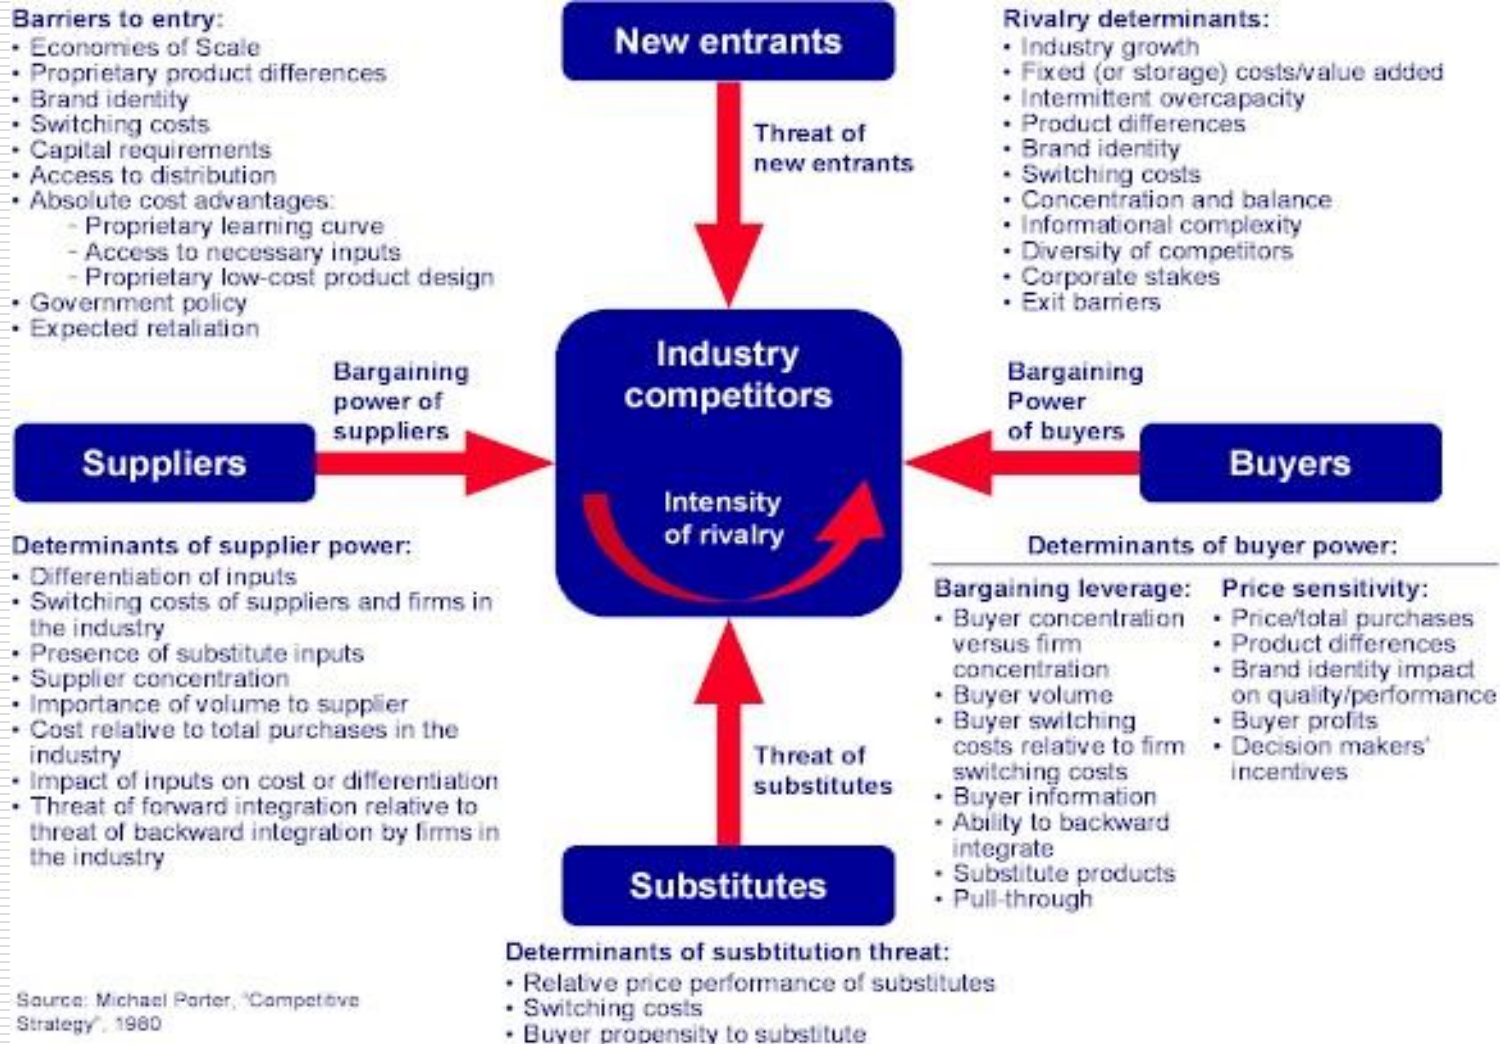 Barriers to entry:
• Economies of Scale
• Proprietary product differences
• Brand identity
• Switching costs
• Capital requirements
• Access to distribution
• Absolute cost advantages:
- Proprietary learning curve
- Access to necessary inputs
- Proprietary low-cost product design
• Government policy
• Expected retaliation
New entrants
Threat of
new entrants
Rivalry determinants:
• Industry growth
• Fixed (or storage) costs/value added
• Intermittent overcapacity
• Product differences
• Brand identity
• Switching costs
• Concentration and balance
• Informational complexity
• Diversity of competitors
• Corporate stakes
• Exit barriers
Bargaining
power of
suppliers
Suppliers
Industry
competitors
Intensity
of rivalry
Bargaining
Power
of buyers
Buyers
Determinants of supplier power:
• Differentiation of inputs
• Switching costs of suppliers and firms in
the industry
• Presence of substitute inputs
• Supplier concentration
• Importance of volume to supplier
• Cost relative to total purchases in the
industry
• Impact of inputs on cost or differentiation
• Threat of forward integration relative to
threat of backward integration by firms in
the industry
Threat of
substitutes
Substitutes
Determinants of buyer power:
Bargaining leverage:
• Buyer concentration
versus firm
concentration
• Buyer volume
• Buyer switching
costs relative to firm
switching costs
• Buyer information
• Ability to backward
integrate
• Substitute products
• Pull-through
Price sensitivity:
• Price/total purchases
• Product differences
• Brand identity impact
on quality/performance
• Buyer profits
• Decision makers'
incentives
Determinants of susbtitution threat:
• Relative price performance of substitutes
• Switching costs
• Buyer propensity to substitute
Source: Michael Porter, "Competitive
Strategy", 1980